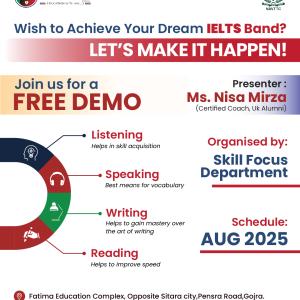 NAVTTC
Wish to Achieve Your Dream IELTS Band?
LET'S MAKE IT HAPPEN!
Join us for a
FREE DEMO
Presenter :
Ms. Nisa Mirza
(Certified Coach, Uk Alumni)
Listening
Helps in skill acquisition
Speaking
Best means for vocabulary
Writing
Helps to gain mastery over
the art of writing
Reading
Helps to improve speed
Organised by:
Skill Focus
Department
Schedule:
AUG 2025
Fatima Education Complex, Opposite Sitara city,Pensra Road,Gojra.